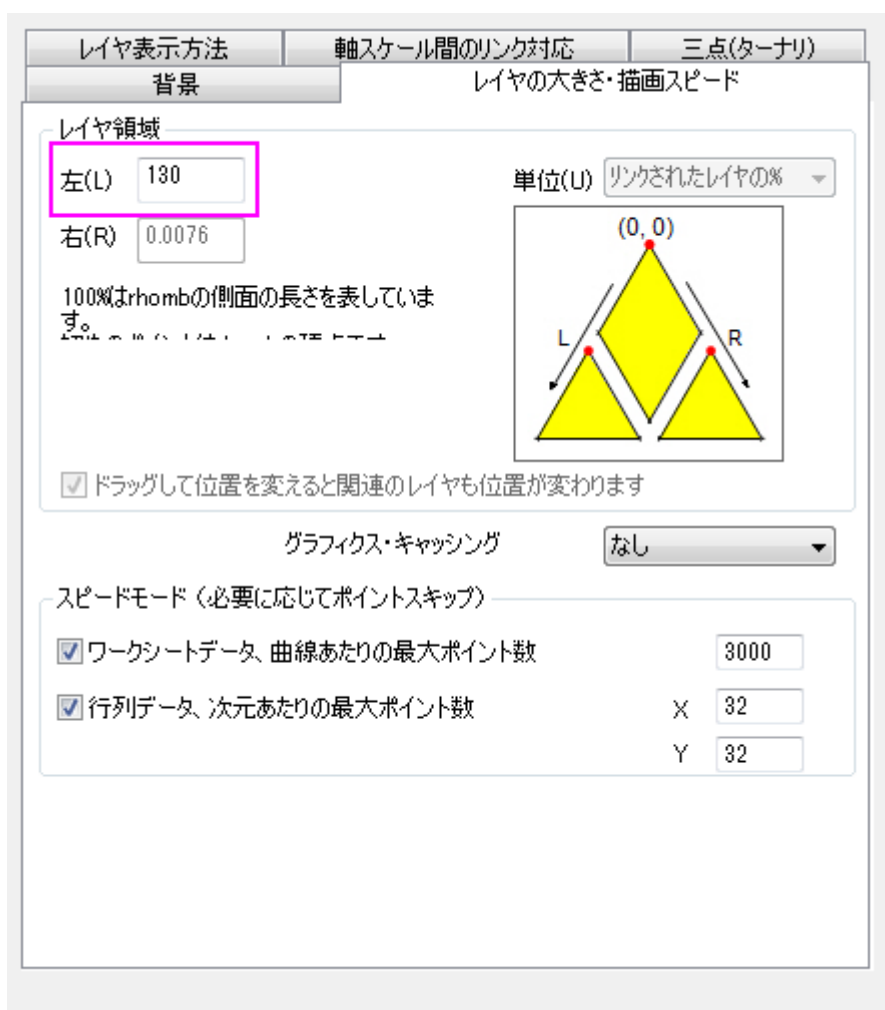 レイヤ表示方法
軸スケール間のリンク対応
三点(ターナリ)
背景
レイヤの大きさ・描画スピード
レイヤ領域
左(L) 130
単位(U) リンクされたレイヤの%
右(R) 0.0076
(0, 0)
100%はrhombの側面の長さを表していま
す。
L
R
ドラッグして位置を変えると関連のレイヤも位置が変わります
グラフィクス・キャッシング なし
スピードモード（必要に応じてポイントスキップ）
ワークシートデータ、曲線あたりの最大ポイント数 3000
行列データ、次元あたりの最大ポイント数 X 32
Y 32